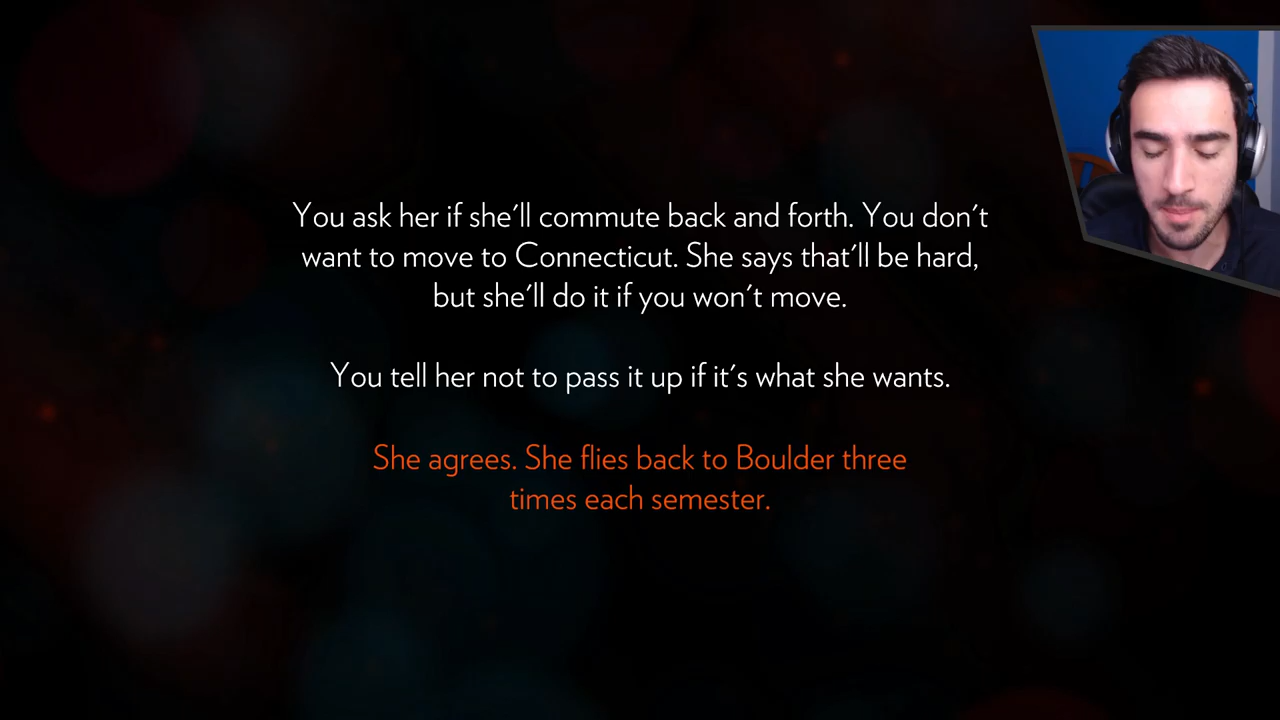 You ask her if she'll commute back and forth. You don't
want to move to Connecticut. She says that'll be hard,
but she'll do it if you won't move.
You tell her not to pass it up if it's what she wants.
She agrees. She flies back to Boulder three
times each semester.